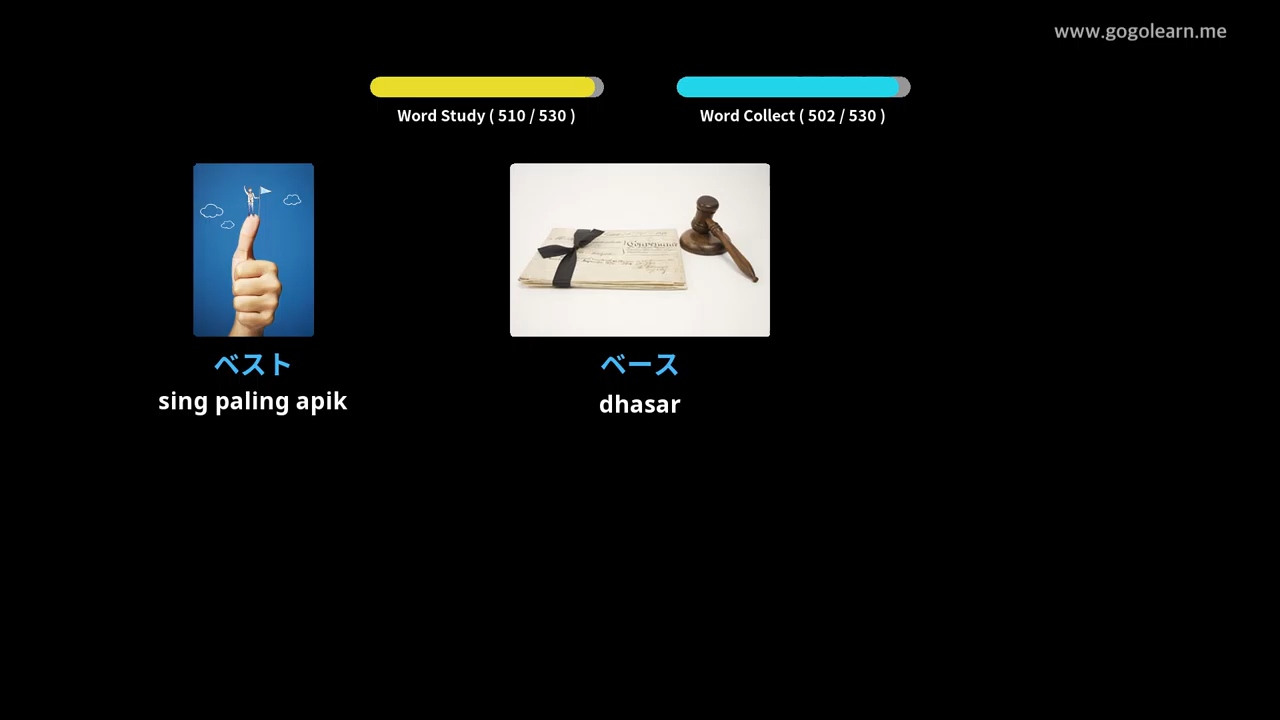 www.gogolearn.me
Word Study ( 510 / 530 )
Word Collect ( 502 / 530 )
ベスト
sing paling apik
ベース
dhasar